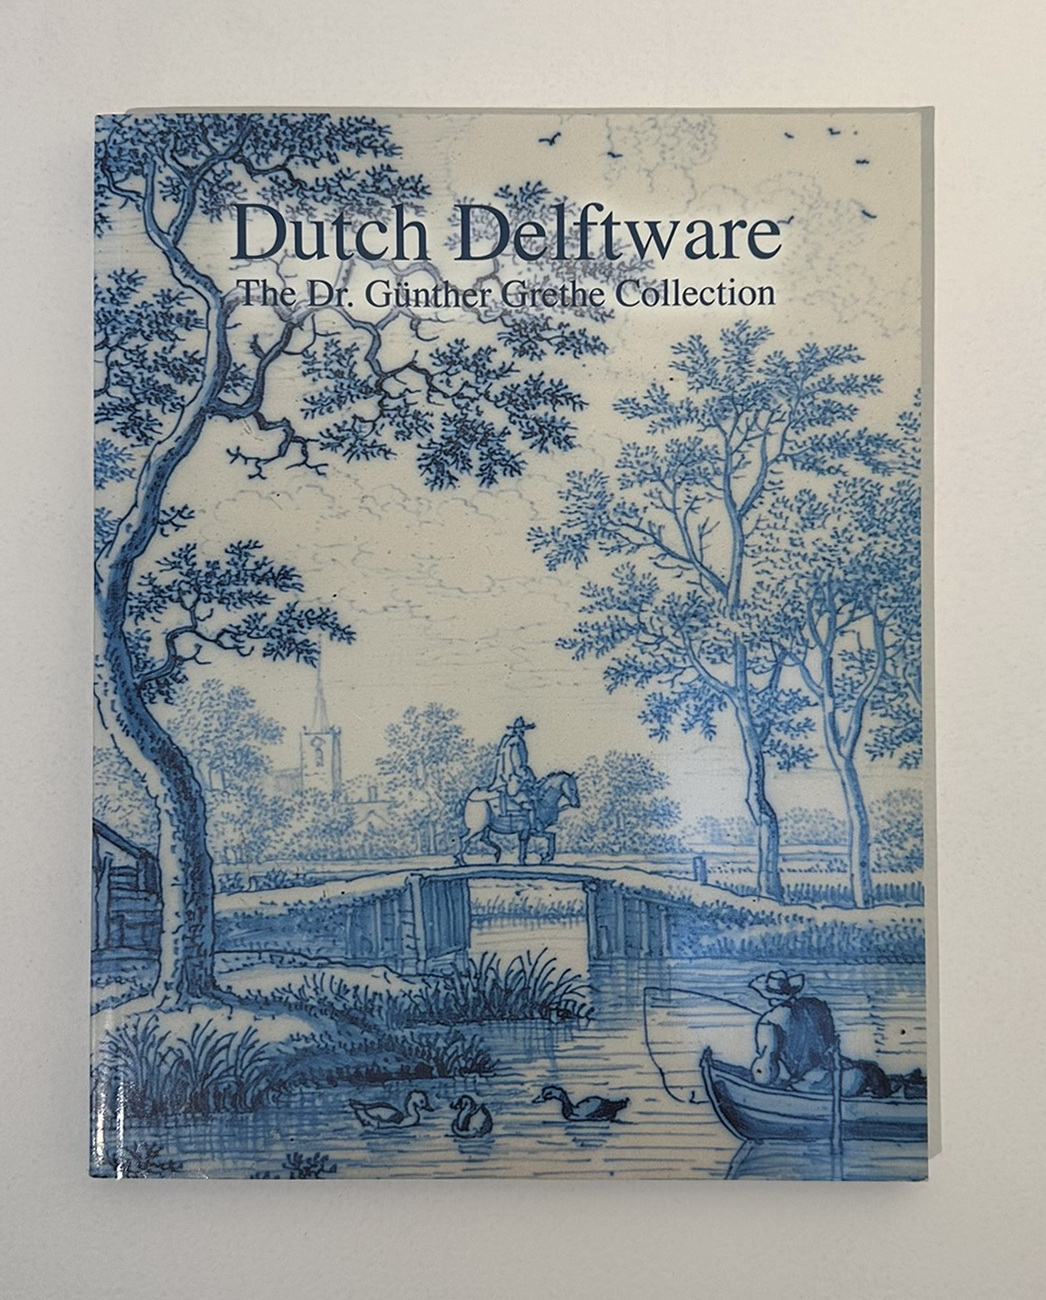 Dutch Delftware
The Dr. Günther Grethe Collection